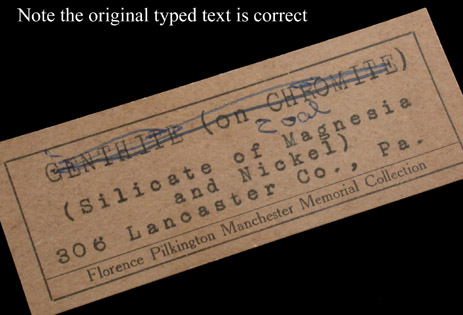 Note the original typed text is correct
GENTHITE (on CHROMITE)
coal
(Silicate of Magnesia
and Nickel)
306 Lancaster Co., Pa.
Florence Pilkington Manchester Memorial Collection